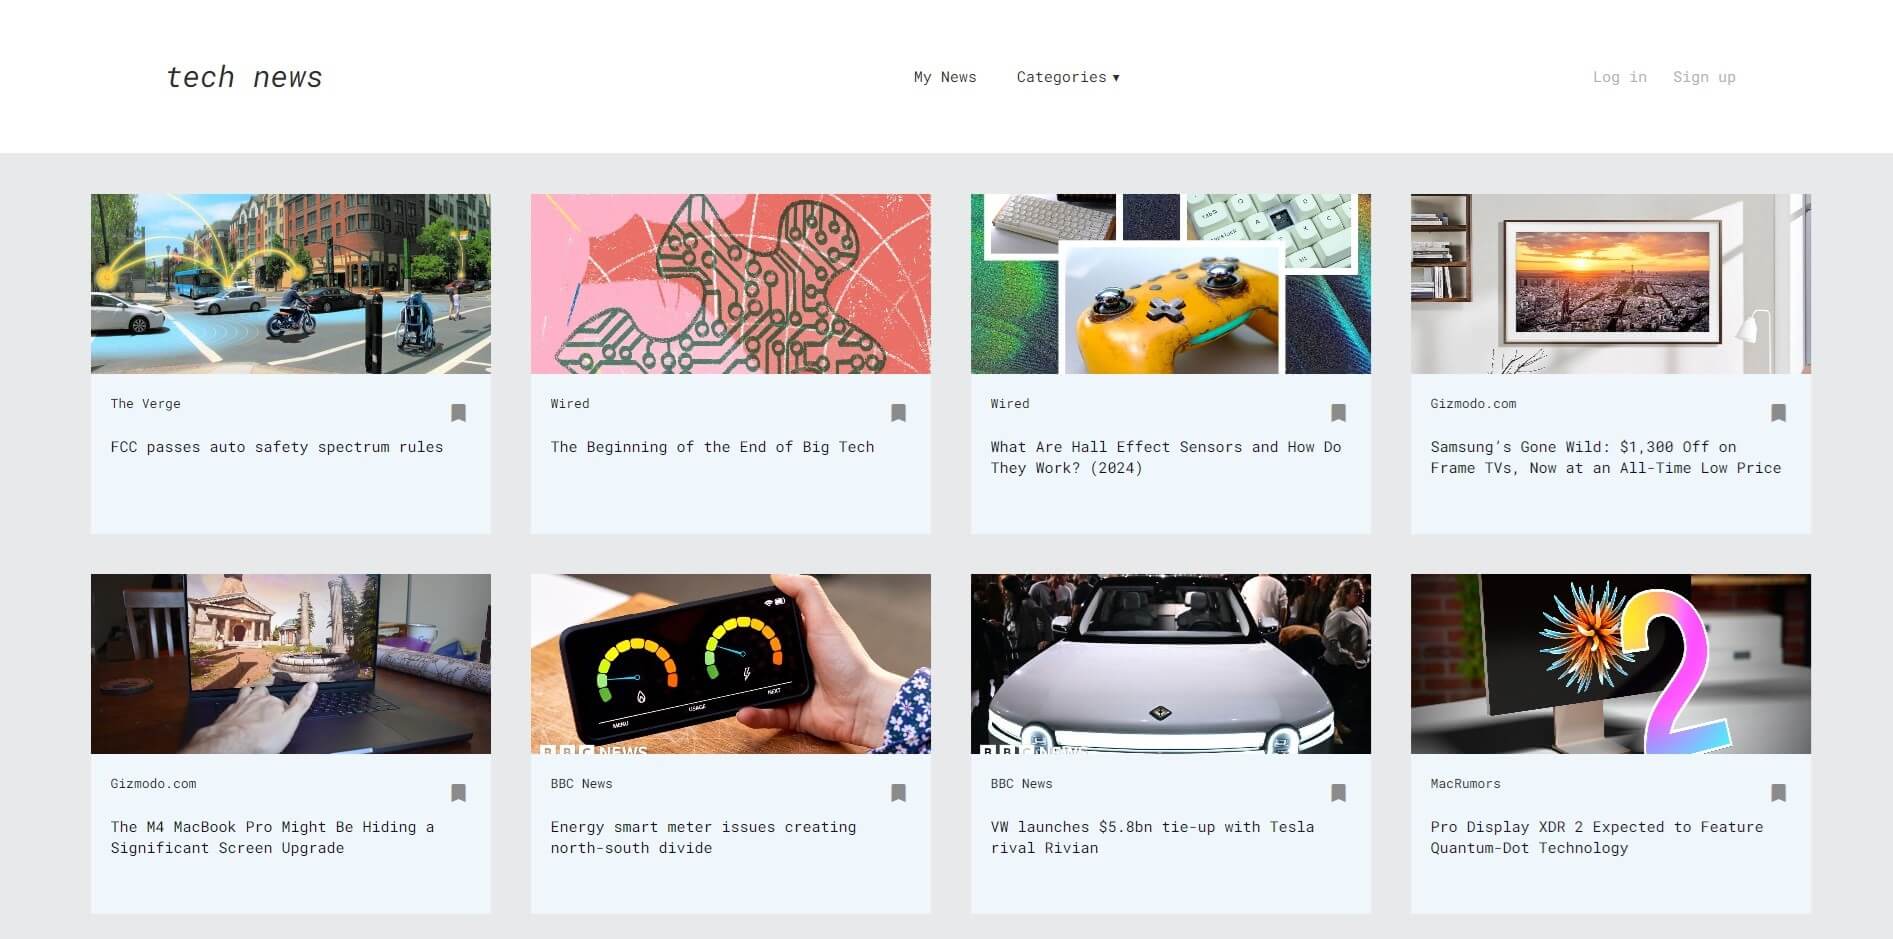 tech news
My News
Categories ▾
Log in
Sign up
The Verge
FCC passes auto safety spectrum rules
Wired
The Beginning of the End of Big Tech
Wired
What Are Hall Effect Sensors and How Do
They Work? (2024)
Gizmodo.com
Samsung's Gone Wild: $1,300 Off on
Frame TVs, Now at an All-Time Low Price
2
MENU
USAGE
NEXT
BBC NEWS
BBC NEWS
Gizmodo.com
The M4 MacBook Pro Might Be Hiding a
Significant Screen Upgrade
BBC News
Energy smart meter issues creating
north-south divide
BBC News
VW launches $5.8bn tie-up with Tesla
rival Rivian
MacRumors
Pro Display XDR 2 Expected to Feature
Quantum-Dot Technology